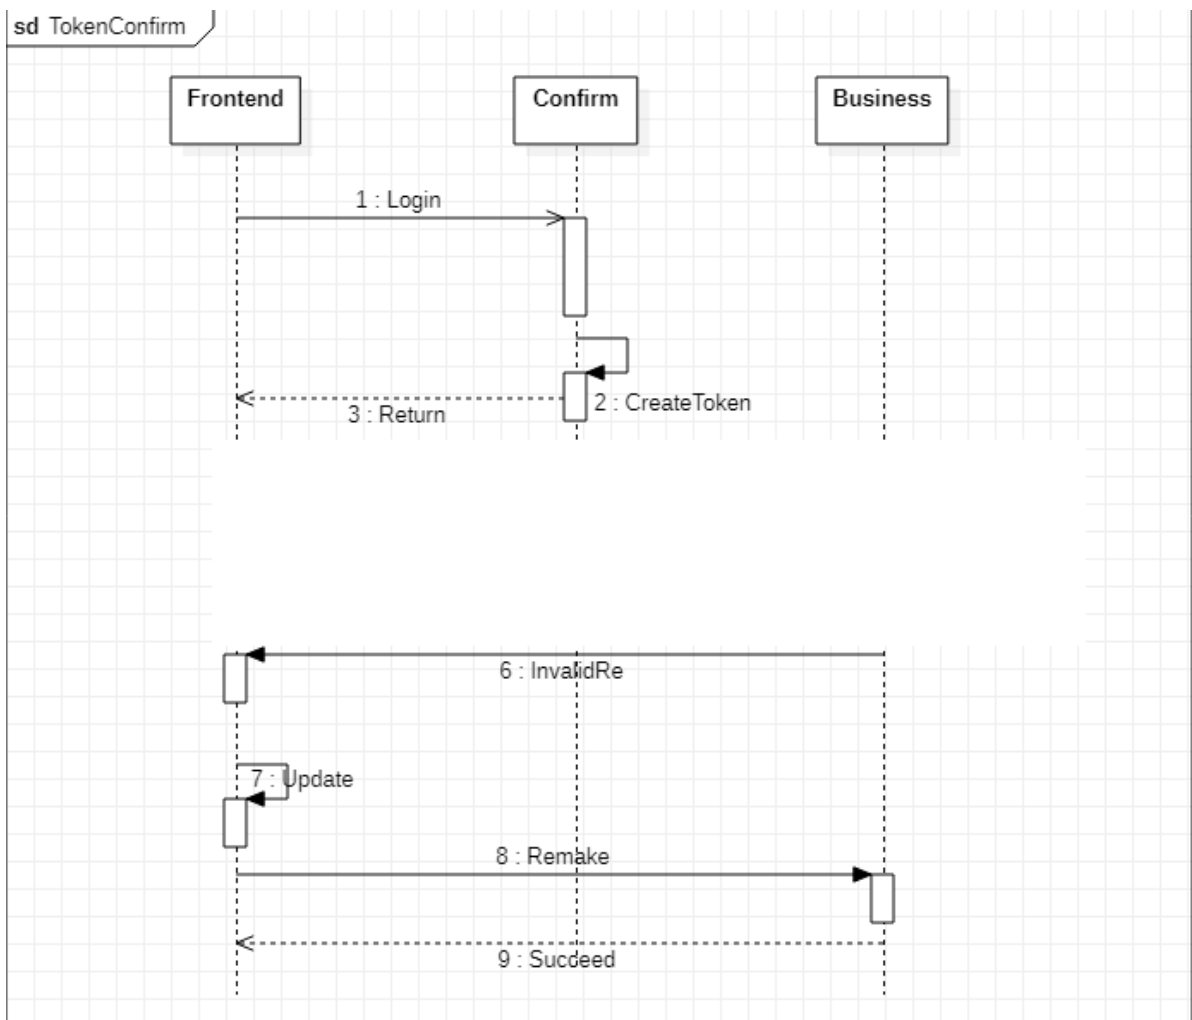 sd TokenConfirm
Frontend
Confirm
Business
1 : Login
2 : CreateToken
3 : Return
6 : InvalidRe
7 : Update
8 : Remake
9 : Succeed